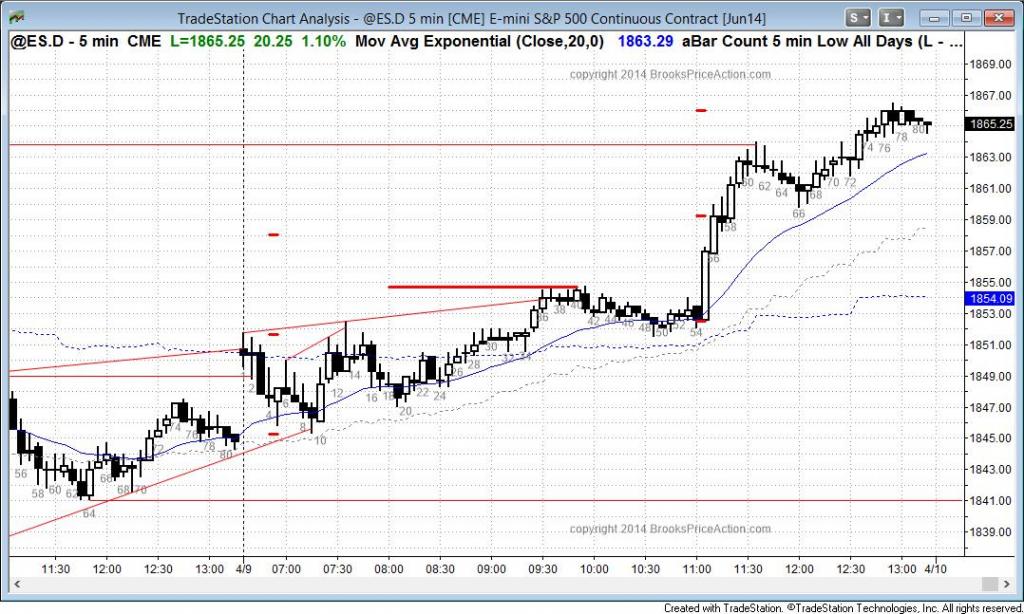 TradeStation Chart Analysis - @ES.D 5 min [CME] E-mini S&P 500 Continuous Contract [Jun14]
S I
@ES.D - 5 min CME L=1865.25 20.25 1.10% Mov Avg Exponential (Close,20,0) 1863.29 aBar Count 5 min Low All Days (L - ...
copyright 2014 BrooksPriceAction.com
1869.00
1867.00
1865.25
1863.00
1861.00
1859.00
1857.00
1855.00
1854.09
1853.00
1851.00
1849.00
1847.00
1845.00
1843.00
1841.00
1839.00
56 58 60 62 64 66 68 70 72 74 76 78 80
2 4 6 8 10 12 14 16 18 20 22 24 26 28 30 32 34 36 38 40 42 44 46 48 50 52 54 56 58 60 62 64 66 68 70 72 74 76 78 80
copyright 2014 BrooksPriceAction.com
11:30 12:00 12:30 13:00 4/9 07:00 07:30 08:00 08:30 09:00 09:30 10:00 10:30 11:00 11:30 12:00 12:30 13:00 4/10
Created with TradeStation. ©TradeStation Technologies, Inc. All rights reserved.